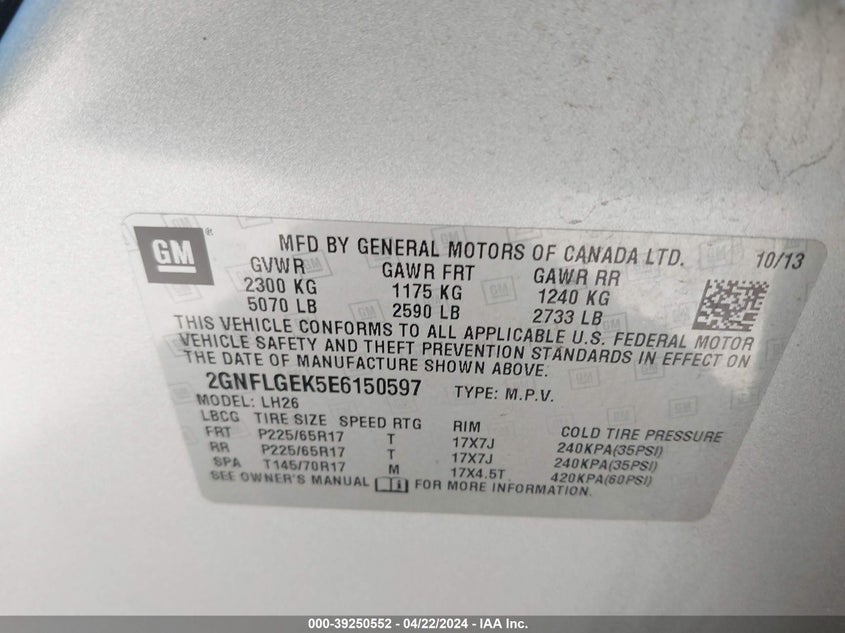 GM ® MFD BY GENERAL MOTORS OF CANADA LTD. 10/13
GVWR GAWR FRT GAWR RR
2300 KG 1175 KG 1240 KG
5070 LB 2590 LB 2733 LB
THIS VEHICLE CONFORMS TO ALL APPLICABLE U.S. FEDERAL MOTOR
VEHICLE SAFETY AND THEFT PREVENTION STANDARDS IN EFFECT ON
THE DATE OF MANUFACTURE SHOWN ABOVE.
2GNFLGEK5E6150597 TYPE: M.P.V.
MODEL: LH26
LBCG TIRE SIZE SPEED RTG RIM COLD TIRE PRESSURE
FRT P225/65R17 T 17X7J 240KPA(35PSI)
RR P225/65R17 T 17X7J 240KPA(35PSI)
SPA T145/70R17 M 17X4.5T 420KPA(60PSI)
SEE OWNER'S MANUAL FOR MORE INFORMATION.
000-39250552 - 04/22/2024 - IAA Inc.